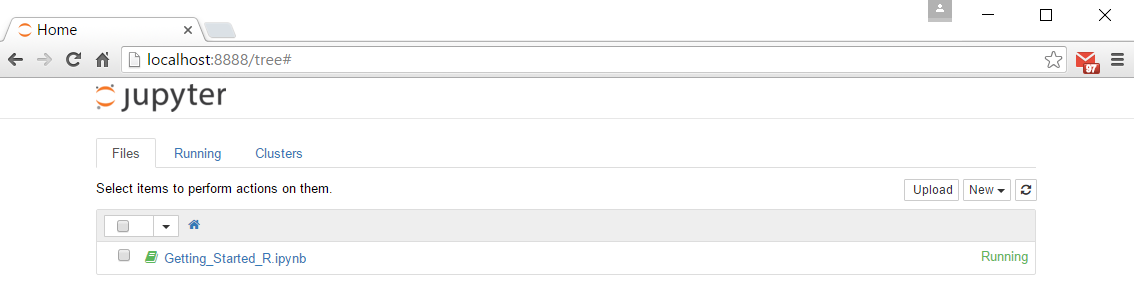 Home
localhost:8888/tree#
97
jupyter
Files Running Clusters
Select items to perform actions on them.
Upload New
Getting_Started_R.ipynb Running